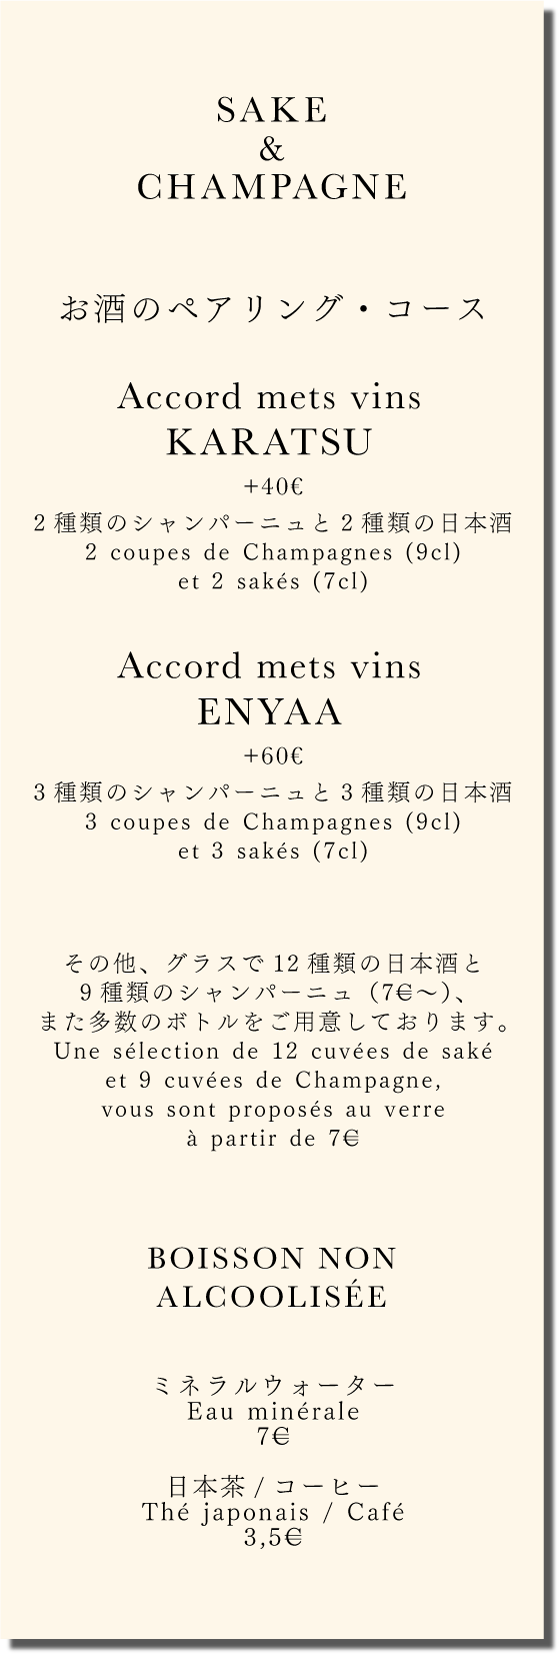 SAKE
&
CHAMPAGNE
お酒のペアリング・コース
Accord mets vins
KARATSU
+40€
2種類のシャンパーニュと2種類の日本酒
2 coupes de Champagnes (9cl)
et 2 sakés (7cl)
Accord mets vins
ENYAA
+60€
3種類のシャンパーニュと3種類の日本酒
3 coupes de Champagnes (9cl)
et 3 sakés (7cl)
その他、グラスで12種類の日本酒と
9種類のシャンパーニュ（7€～）、
また多数のボトルをご用意しております。
Une sélection de 12 cuvées de saké
et 9 cuvées de Champagne,
vous sont proposés au verre
à partir de 7€
BOISSON NON
ALCOOLISÉE
ミネラルウォーター
Eau minérale
7€
日本茶 / コーヒー
Thé japonais / Café
3,5€